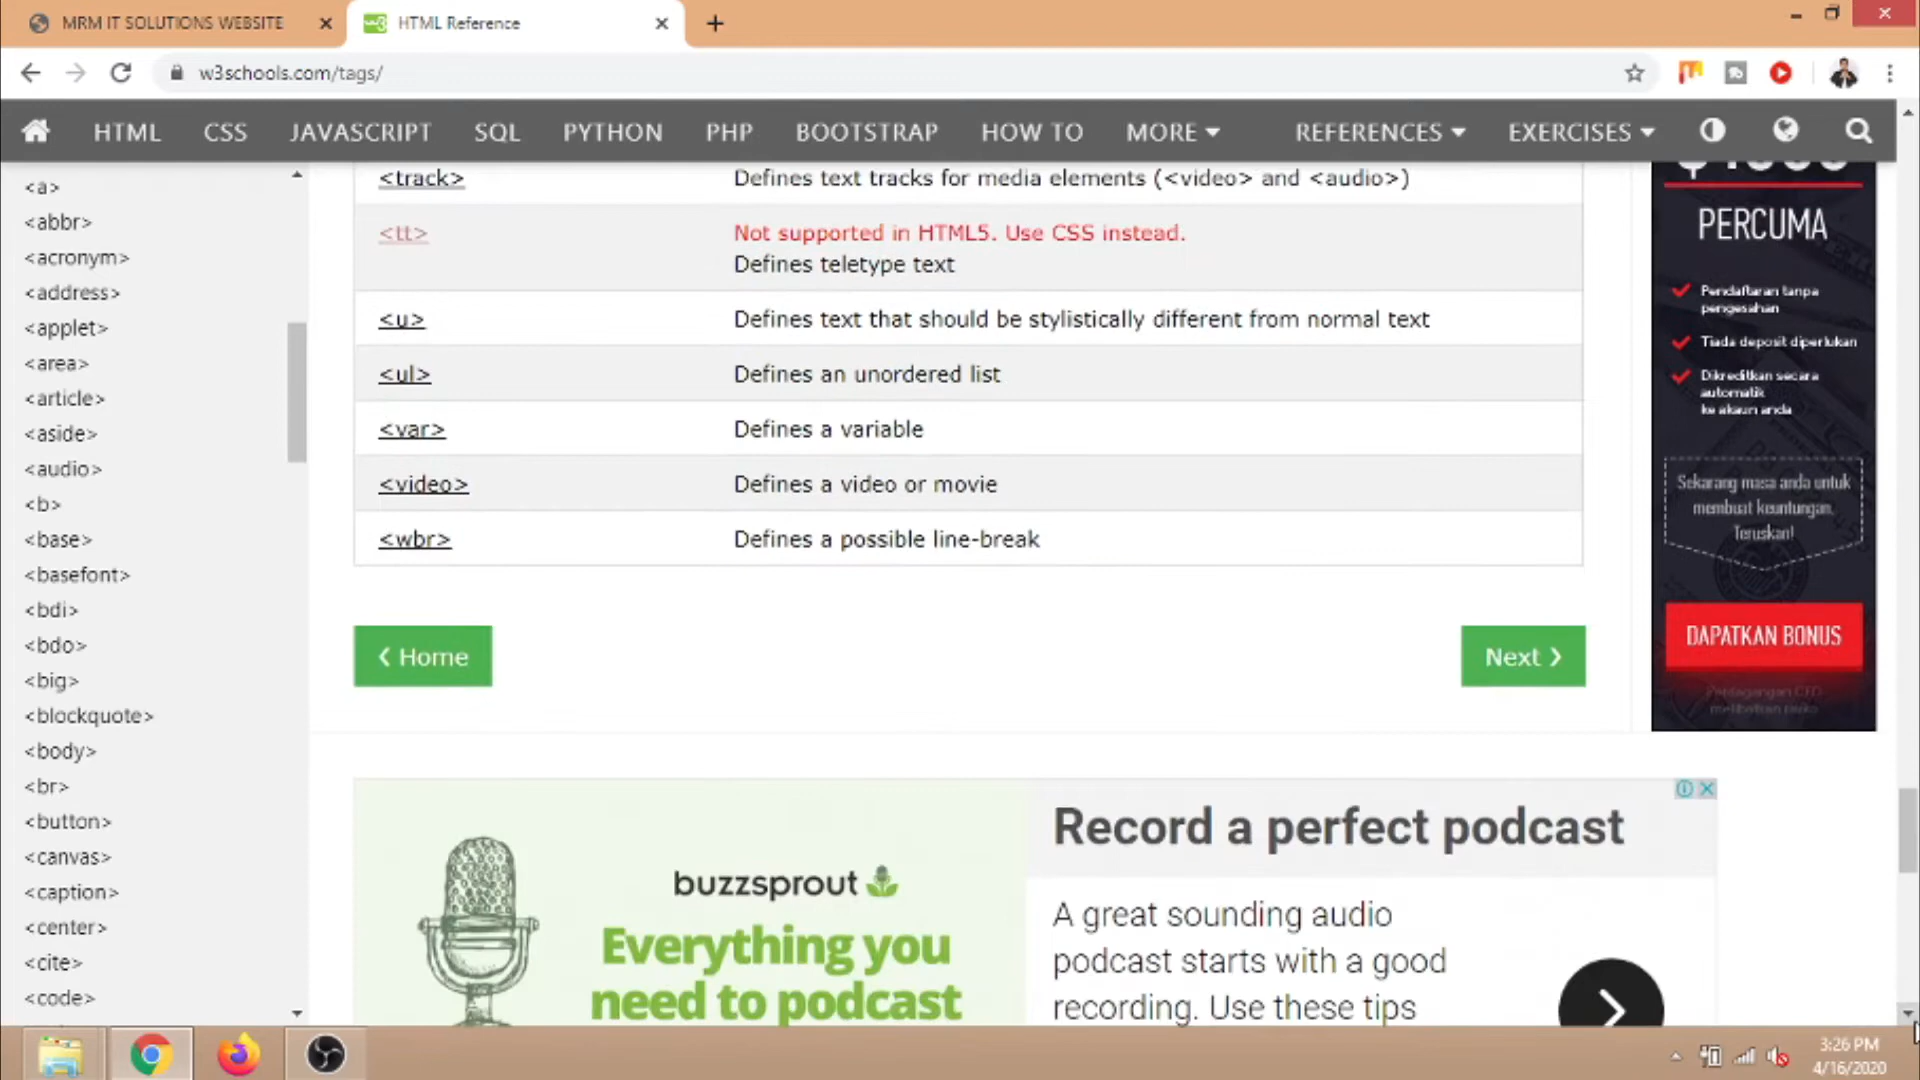 MRM IT SOLUTIONS WEBSITE
HTML Reference
w3schools.com/tags/
HTML
CSS
JAVASCRIPT
SQL
PYTHON
PHP
BOOTSTRAP
HOW TO
MORE
REFERENCES
EXERCISES
<a>
<abbr>
<acronym>
<address>
<applet>
<area>
<article>
<aside>
<audio>
<b>
<base>
<basefont>
<bdi>
<bdo>
<big>
<blockquote>
<body>
<br>
<button>
<canvas>
<caption>
<center>
<cite>
<code>
<track> Defines text tracks for media elements (<video> and <audio>)
<tt> Not supported in HTML5. Use CSS instead.
Defines teletype text
<u> Defines text that should be stylistically different from normal text
<ul> Defines an unordered list
<var> Defines a variable
<video> Defines a video or movie
<wbr> Defines a possible line-break
Home
Next
PERCUMA
Pendaftaran tanpa
pengesahan
Tiada deposit diperlukan
Dikreditkan secara
automatik
ke akaun anda
Sekarang masa anda untuk
membuat keuntungan.
Teruskan!
DAPATKAN BONUS
buzzsprout
Everything you
need to podcast
Record a perfect podcast
A great sounding audio
podcast starts with a good
recording. Use these tips
3:26 PM
4/16/2020